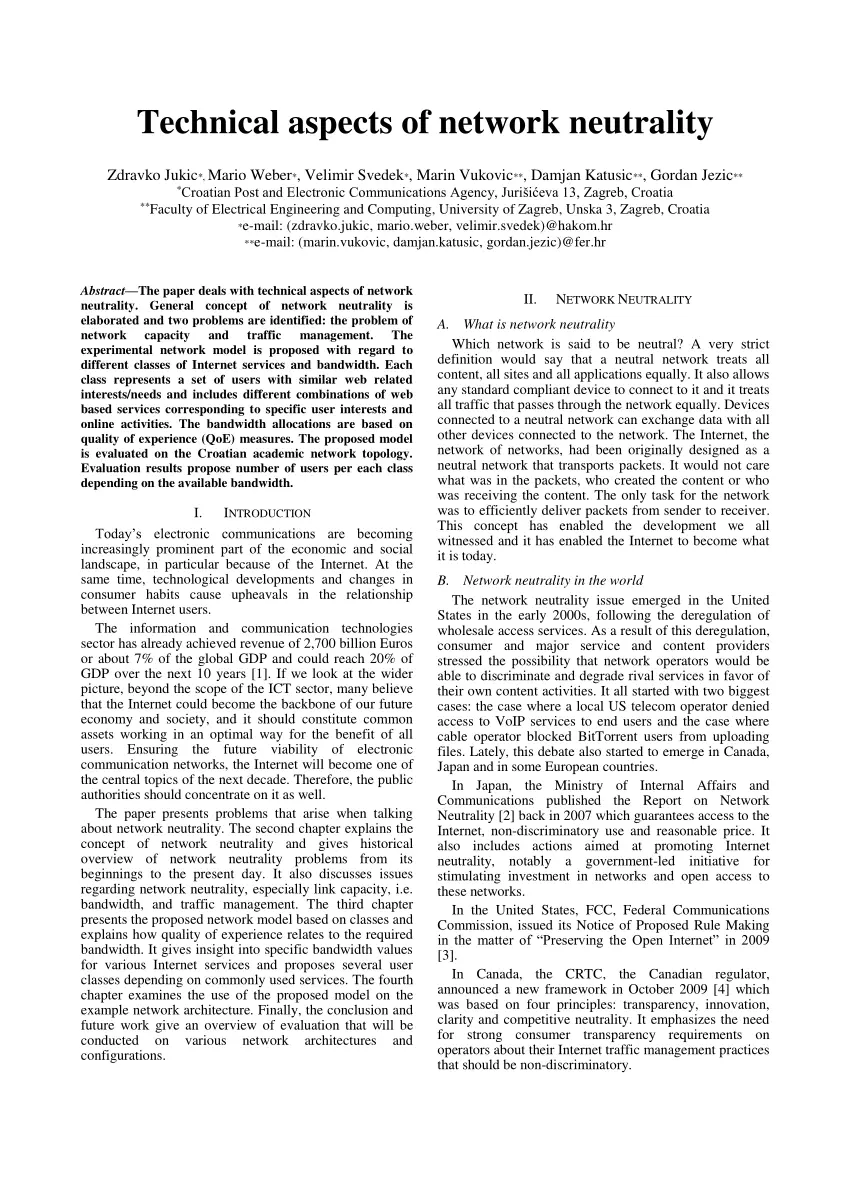 Technical aspects of network neutrality
Zdravko Jukic*, Mario Weber*, Velimir Svedek*, Marin Vukovic**, Damjan Katusic**, Gordan Jezic**
*Croatian Post and Electronic Communications Agency, Jurišićeva 13, Zagreb, Croatia
**Faculty of Electrical Engineering and Computing, University of Zagreb, Unska 3, Zagreb, Croatia
*e-mail: (zdravko.jukic, mario.weber, velimir.svedek)@hakom.hr
**e-mail: (marin.vukovic, damjan.katusic, gordan.jezic)@fer.hr
Abstract—The paper deals with technical aspects of network
neutrality. General concept of network neutrality is
elaborated and two problems are identified: the problem of
network capacity and traffic management. The
experimental network model is proposed with regard to
different classes of Internet services and bandwidth. Each
class represents a set of users with similar web related
interests/needs and includes different combinations of web
based services corresponding to specific user interests and
online activities. The bandwidth allocations are based on
quality of experience (QoE) measures. The proposed model
is evaluated on the Croatian academic network topology.
Evaluation results propose number of users per each class
depending on the available bandwidth.
I. INTRODUCTION
Today's electronic communications are becoming
increasingly prominent part of the economic and social
landscape, in particular because of the Internet. At the
same time, technological developments and changes in
consumer habits cause upheavals in the relationship
between Internet users.
The information and communication technologies
sector has already achieved revenue of 2,700 billion Euros
or about 7% of the global GDP and could reach 20% of
GDP over the next 10 years [1]. If we look at the wider
picture, beyond the scope of the ICT sector, many believe
that the Internet could become the backbone of our future
economy and society, and it should constitute common
assets working in an optimal way for the benefit of all
users. Ensuring the future viability of electronic
communication networks, the Internet will become one of
the central topics of the next decade. Therefore, the public
authorities should concentrate on it as well.
The paper presents problems that arise when talking
about network neutrality. The second chapter explains the
concept of network neutrality and gives historical
overview of network neutrality problems from its
beginnings to the present day. It also discusses issues
regarding network neutrality, especially link capacity, i.e.
bandwidth, and traffic management. The third chapter
presents the proposed network model based on classes and
explains how quality of experience relates to the required
bandwidth. It gives insight into specific bandwidth values
for various Internet services and proposes several user
classes depending on commonly used services. The fourth
chapter examines the use of the proposed model on the
example network architecture. Finally, the conclusion and
future work give an overview of evaluation that will be
conducted on various network architectures and
configurations.
II. NETWORK NEUTRALITY
A. What is network neutrality
Which network is said to be neutral? A very strict
definition would say that a neutral network treats all
content, all sites and all applications equally. It also allows
any standard compliant device to connect to it and it treats
all traffic that passes through the network equally. Devices
connected to a neutral network can exchange data with all
other devices connected to the network. The Internet, the
network of networks, had been originally designed as a
neutral network that transports packets. It would not care
what was in the packets, who created the content or who
was receiving the content. The only task for the network
was to efficiently deliver packets from sender to receiver.
This concept has enabled the development we all
witnessed and it has enabled the Internet to become what
it is today.
B. Network neutrality in the world
The network neutrality issue emerged in the United
States in the early 2000s, following the deregulation of
wholesale access services. As a result of this deregulation,
consumer and major service and content providers
stressed the possibility that network operators would be
able to discriminate and degrade rival services in favor of
their own content activities. It all started with two biggest
cases: the case where a local US telecom operator denied
access to VoIP services to end users and the case where
cable operator blocked BitTorrent users from uploading
files. Lately, this debate also started to emerge in Canada,
Japan and in some European countries.
In Japan, the Ministry of Internal Affairs and
Communications published the Report on Network
Neutrality [2] back in 2007 which guarantees access to the
Internet, non-discriminatory use and reasonable price. It
also includes actions aimed at promoting Internet
neutrality, notably a government-led initiative for
stimulating investment in networks and open access to
these networks.
In the United States, FCC, Federal Communications
Commission, issued its Notice of Proposed Rule Making
in the matter of “Preserving the Open Internet” in 2009
[3].
In Canada, the CRTC, the Canadian regulator,
announced a new framework in October 2009 [4] which
was based on four principles: transparency, innovation,
clarity and competitive neutrality. It emphasizes the need
for strong consumer transparency requirements on
operators about their Internet traffic management practices
that should be non-discriminatory.